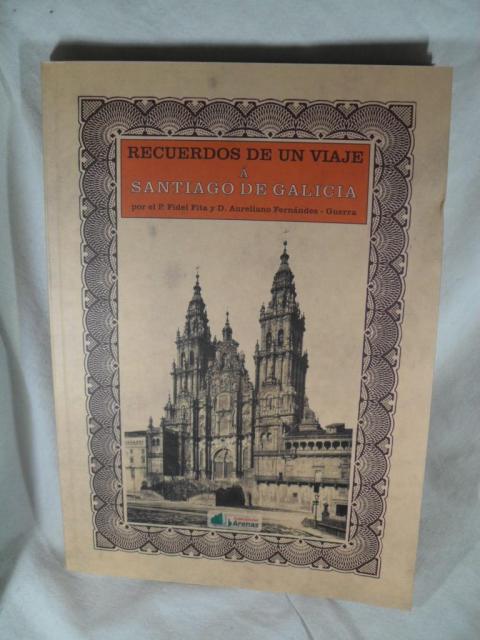 RECUERDOS DE UN VIAJE
Á
SANTIAGO DE GALICIA
por el P. Fidel Fita y D. Aureliano Fernández - Guerra
Arenas